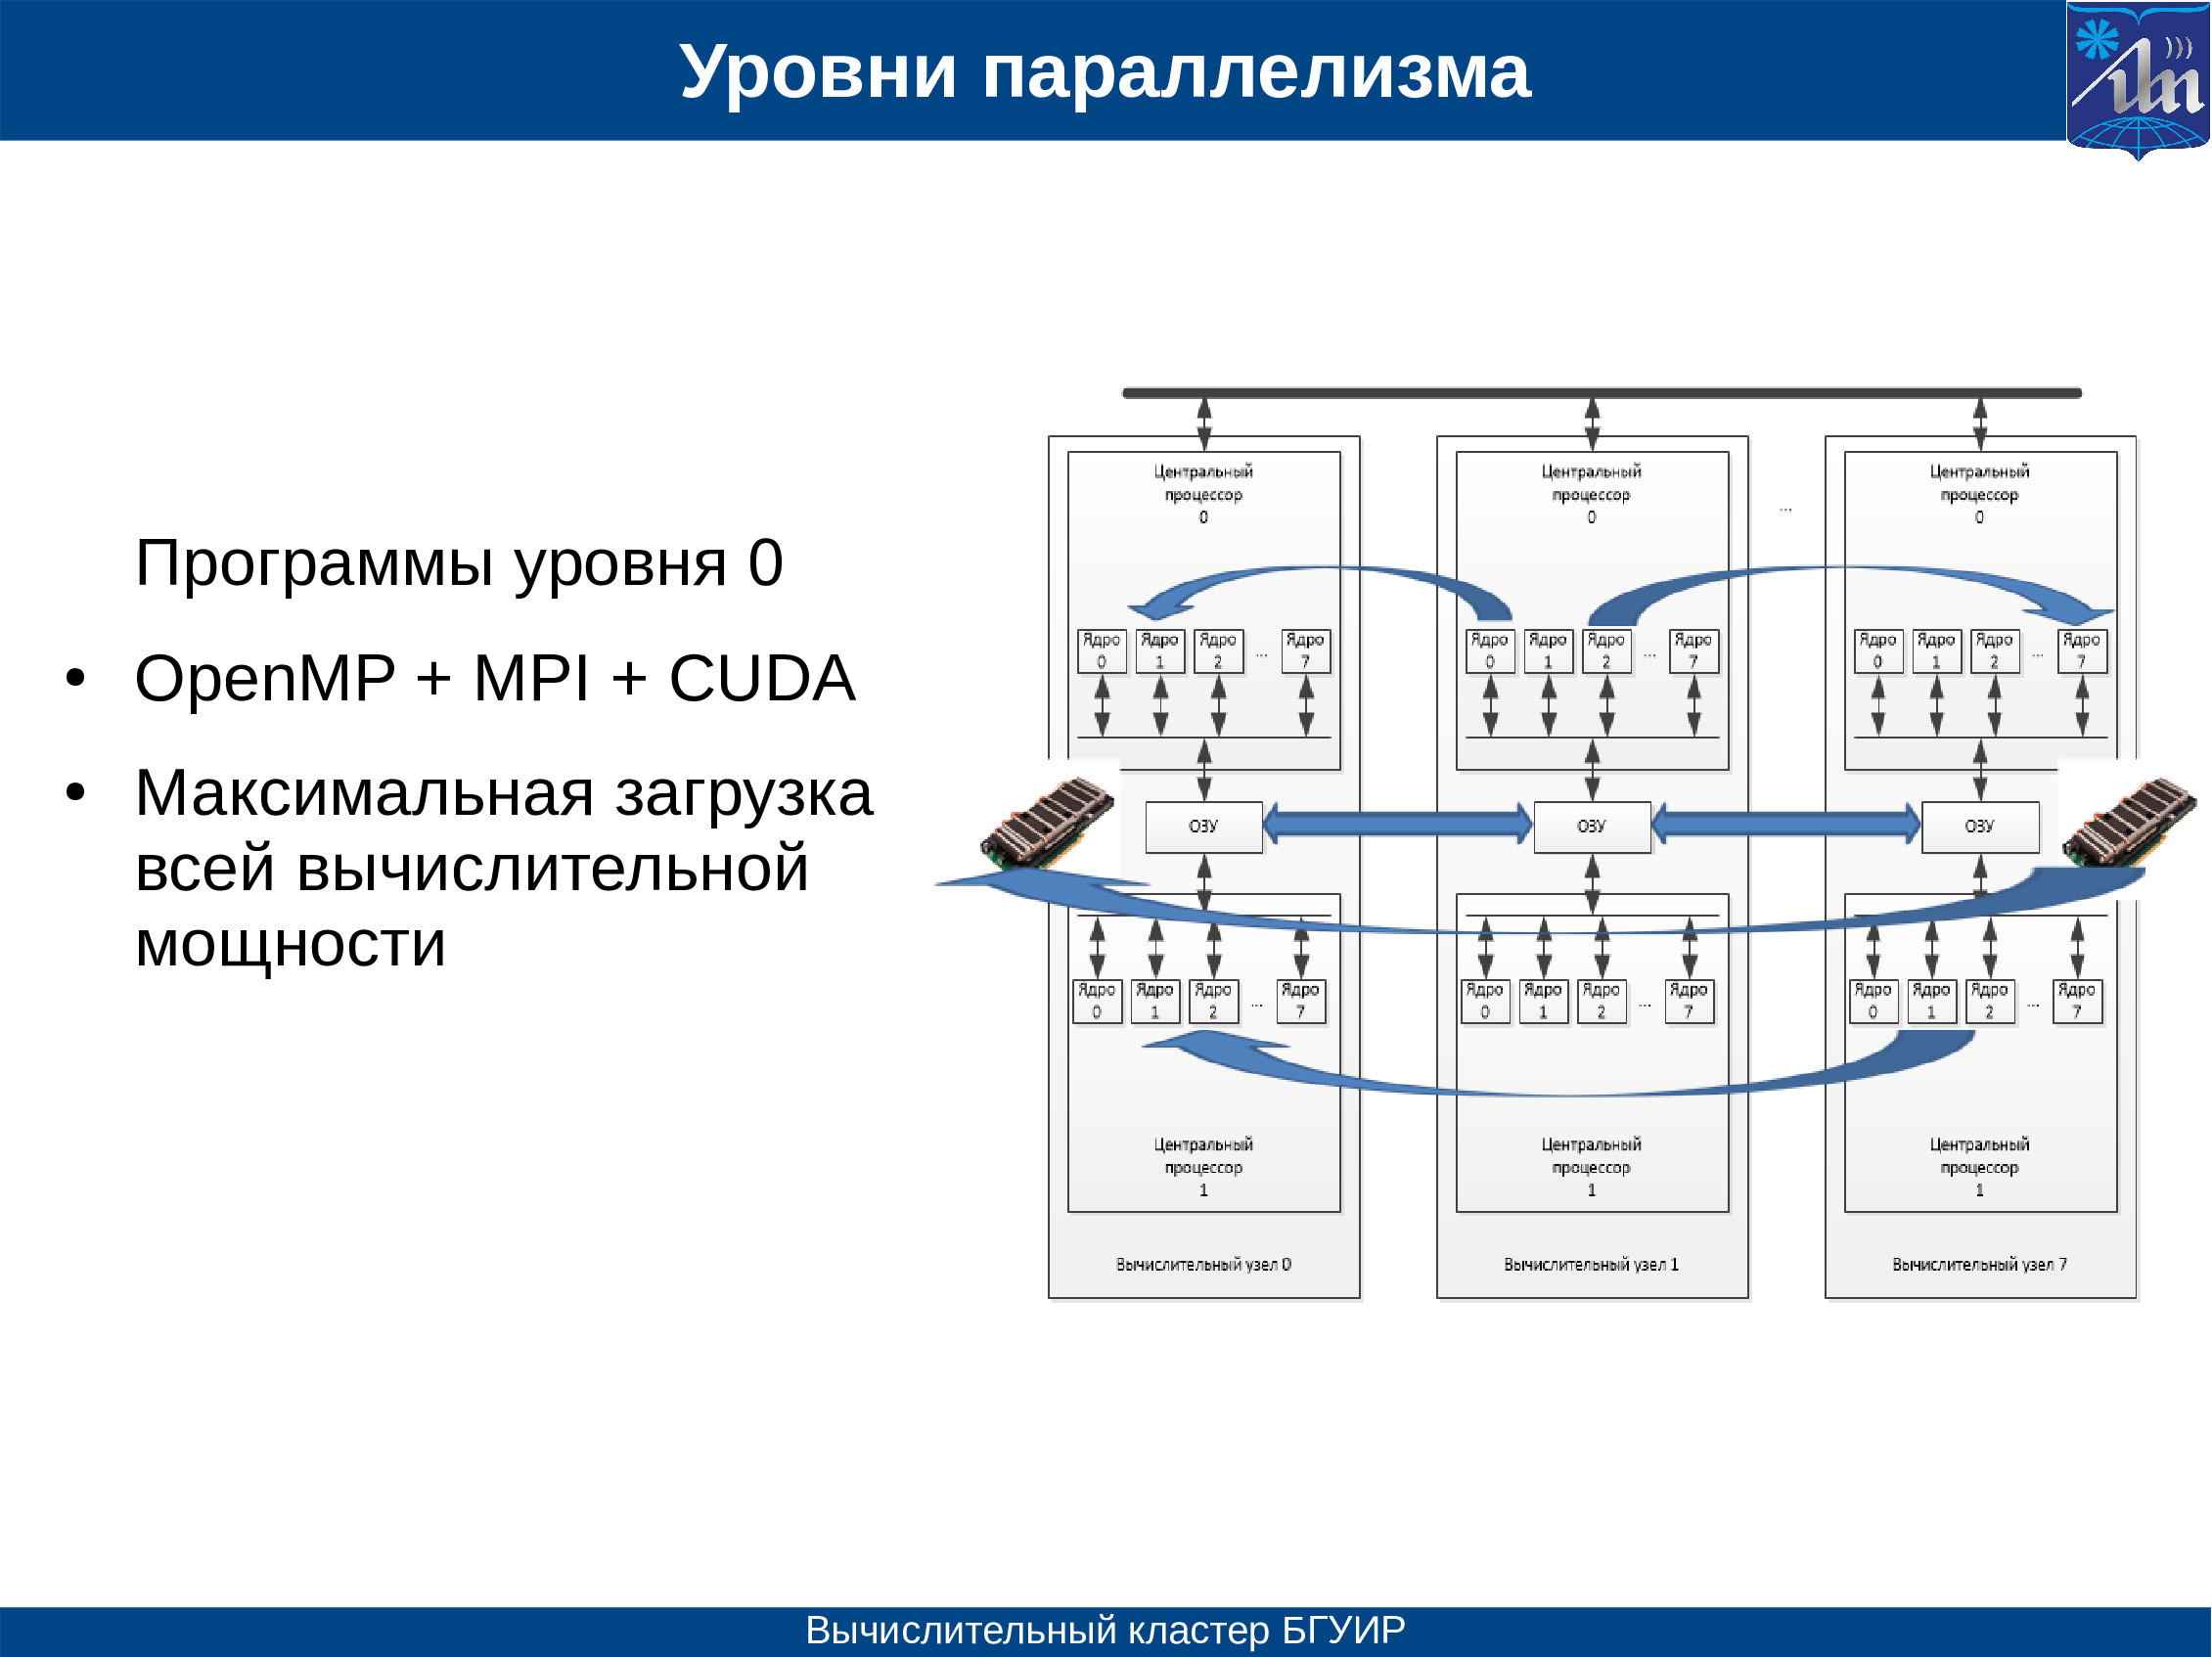 Уровни параллелизма
Программы уровня 0
• OpenMP + MPI + CUDA
• Максимальная загрузка
всей вычислительной
мощности
Центральный
процессор
0
Центральный
процессор
0
...
Центральный
процессор
0
Ядро 0
Ядро 1
Ядро 2
...
Ядро 7
Ядро 0
Ядро 1
Ядро 2
...
Ядро 7
Ядро 0
Ядро 1
Ядро 2
...
Ядро 7
ОЗУ
ОЗУ
ОЗУ
Ядро 0
Ядро 1
Ядро 2
...
Ядро 7
Ядро 0
Ядро 1
Ядро 2
...
Ядро 7
Ядро 0
Ядро 1
Ядро 2
...
Ядро 7
Центральный
процессор
1
Центральный
процессор
1
Центральный
процессор
1
Вычислительный узел 0
Вычислительный узел 1
Вычислительный узел 7
Вычислительный кластер БГУИР